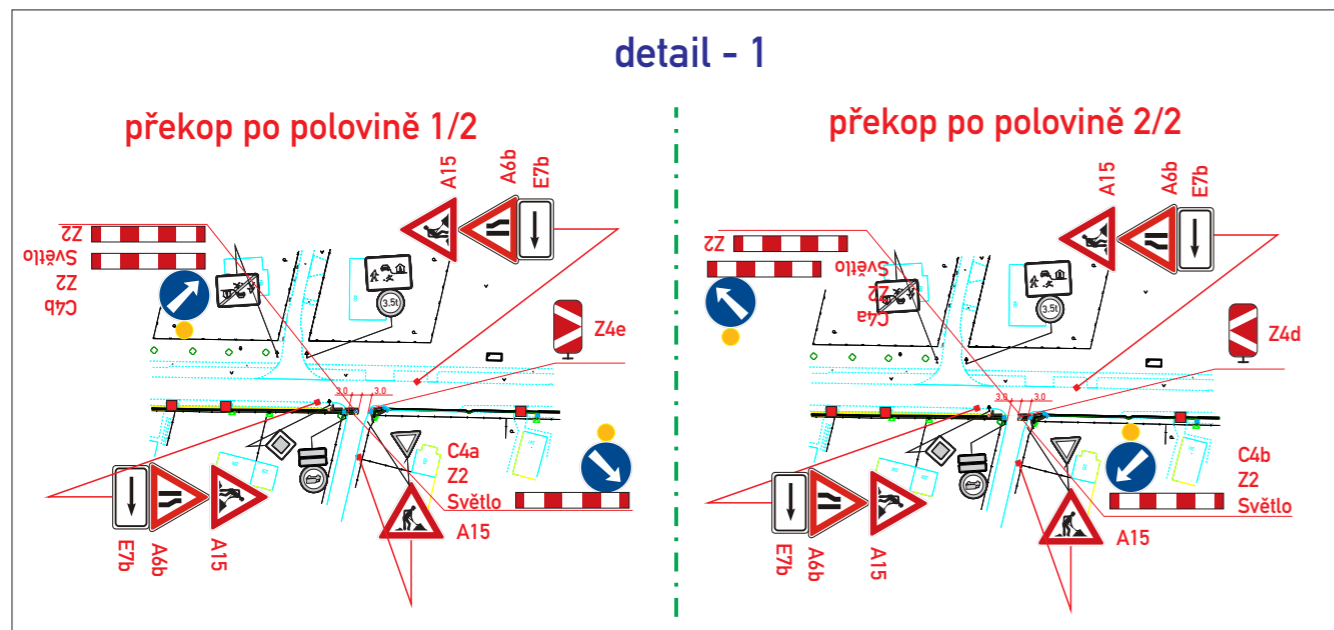 detail - 1
překop po polovině 1/2
A15
A6b
E7b
Z2
Světlo
Z2
C4b
3.5t
Z4e
3.0
3.0
C4a
Z2
Světlo
A15
E7b
A6b
A15
překop po polovině 2/2
A15
A6b
E7b
Z2
Světlo
Z2
C4a
3.5t
Z4d
3.0
3.0
C4b
Z2
Světlo
A15
E7b
A6b
A15